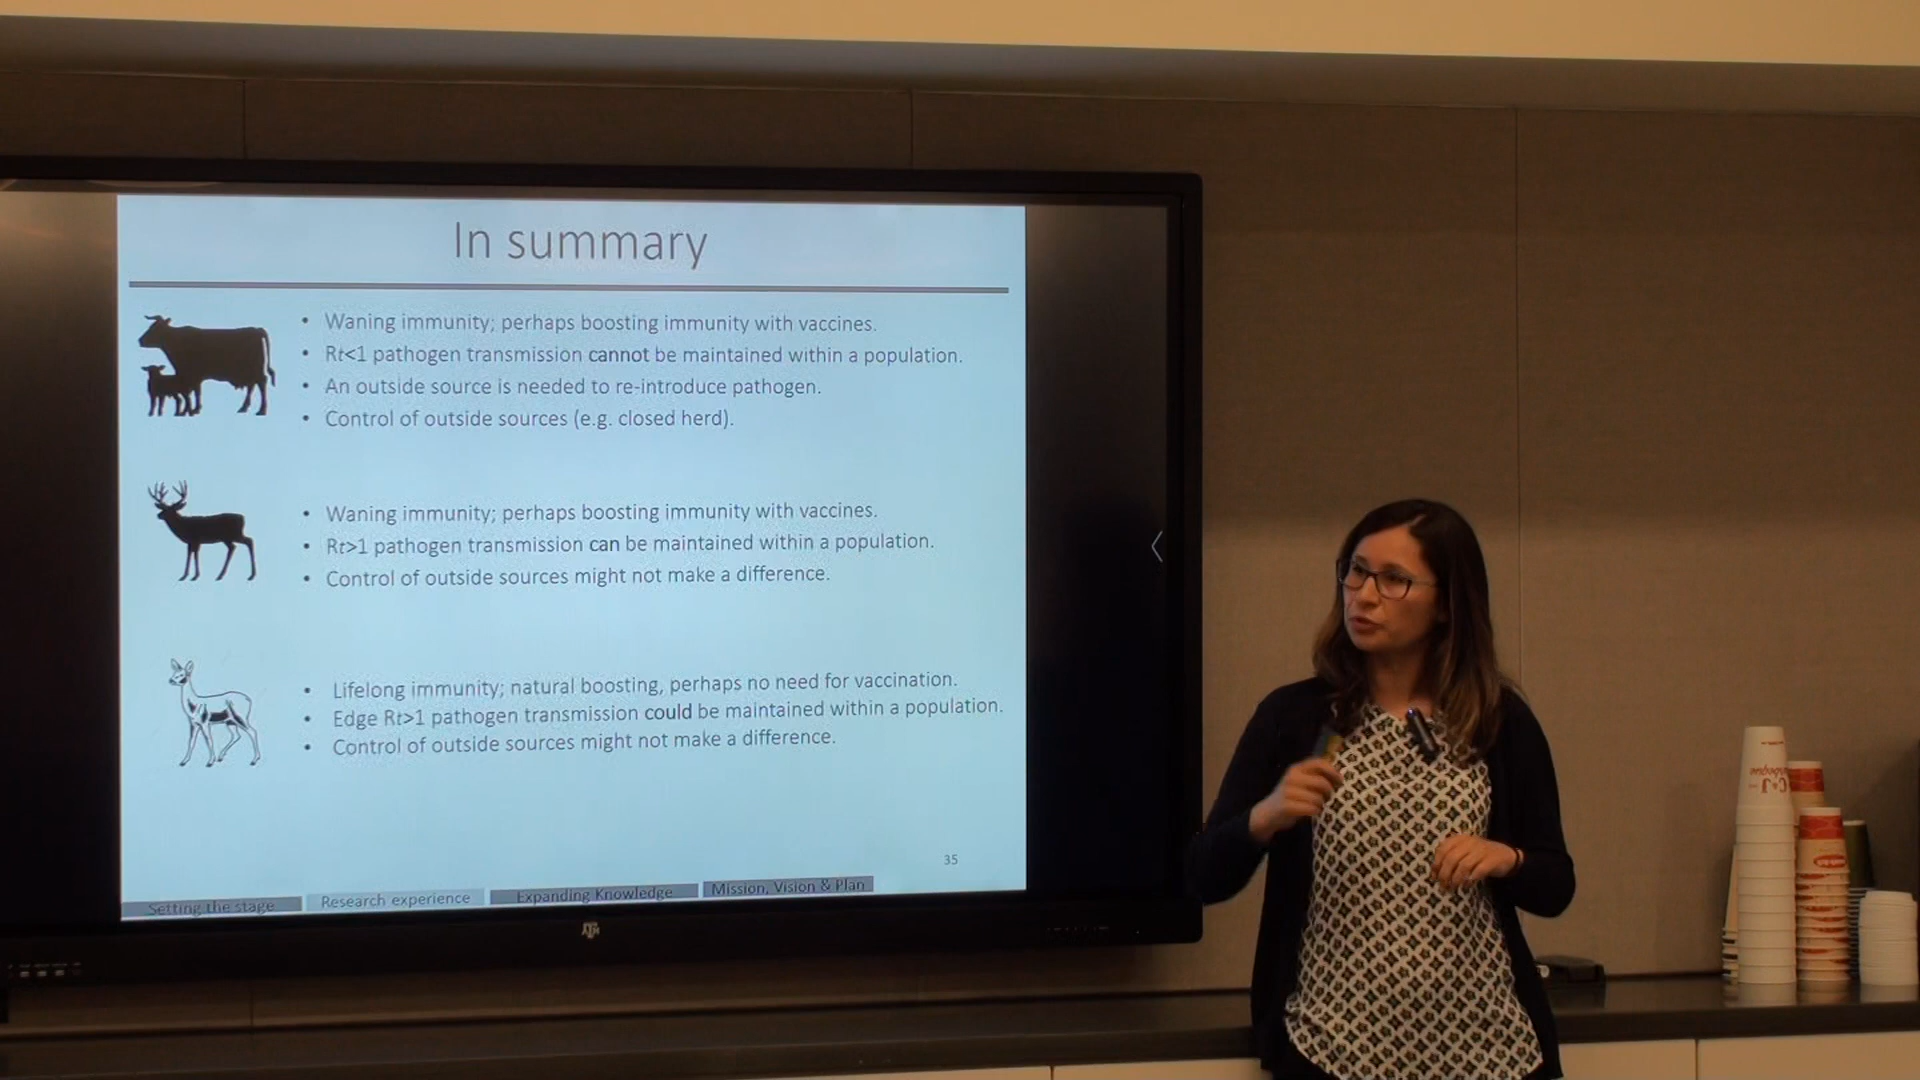 In summary
• Waning immunity; perhaps boosting immunity with vaccines.
• Rt<1 pathogen transmission cannot be maintained within a population.
• An outside source is needed to re-introduce pathogen.
• Control of outside sources (e.g. closed herd).
• Waning immunity; perhaps boosting immunity with vaccines.
• Rt>1 pathogen transmission can be maintained within a population.
• Control of outside sources might not make a difference.
• Lifelong immunity; natural boosting, perhaps no need for vaccination.
• Edge Rt>1 pathogen transmission could be maintained within a population.
• Control of outside sources might not make a difference.
35
Setting the stage
Research experience
Expanding Knowledge
Mission, Vision & Plan
ATM